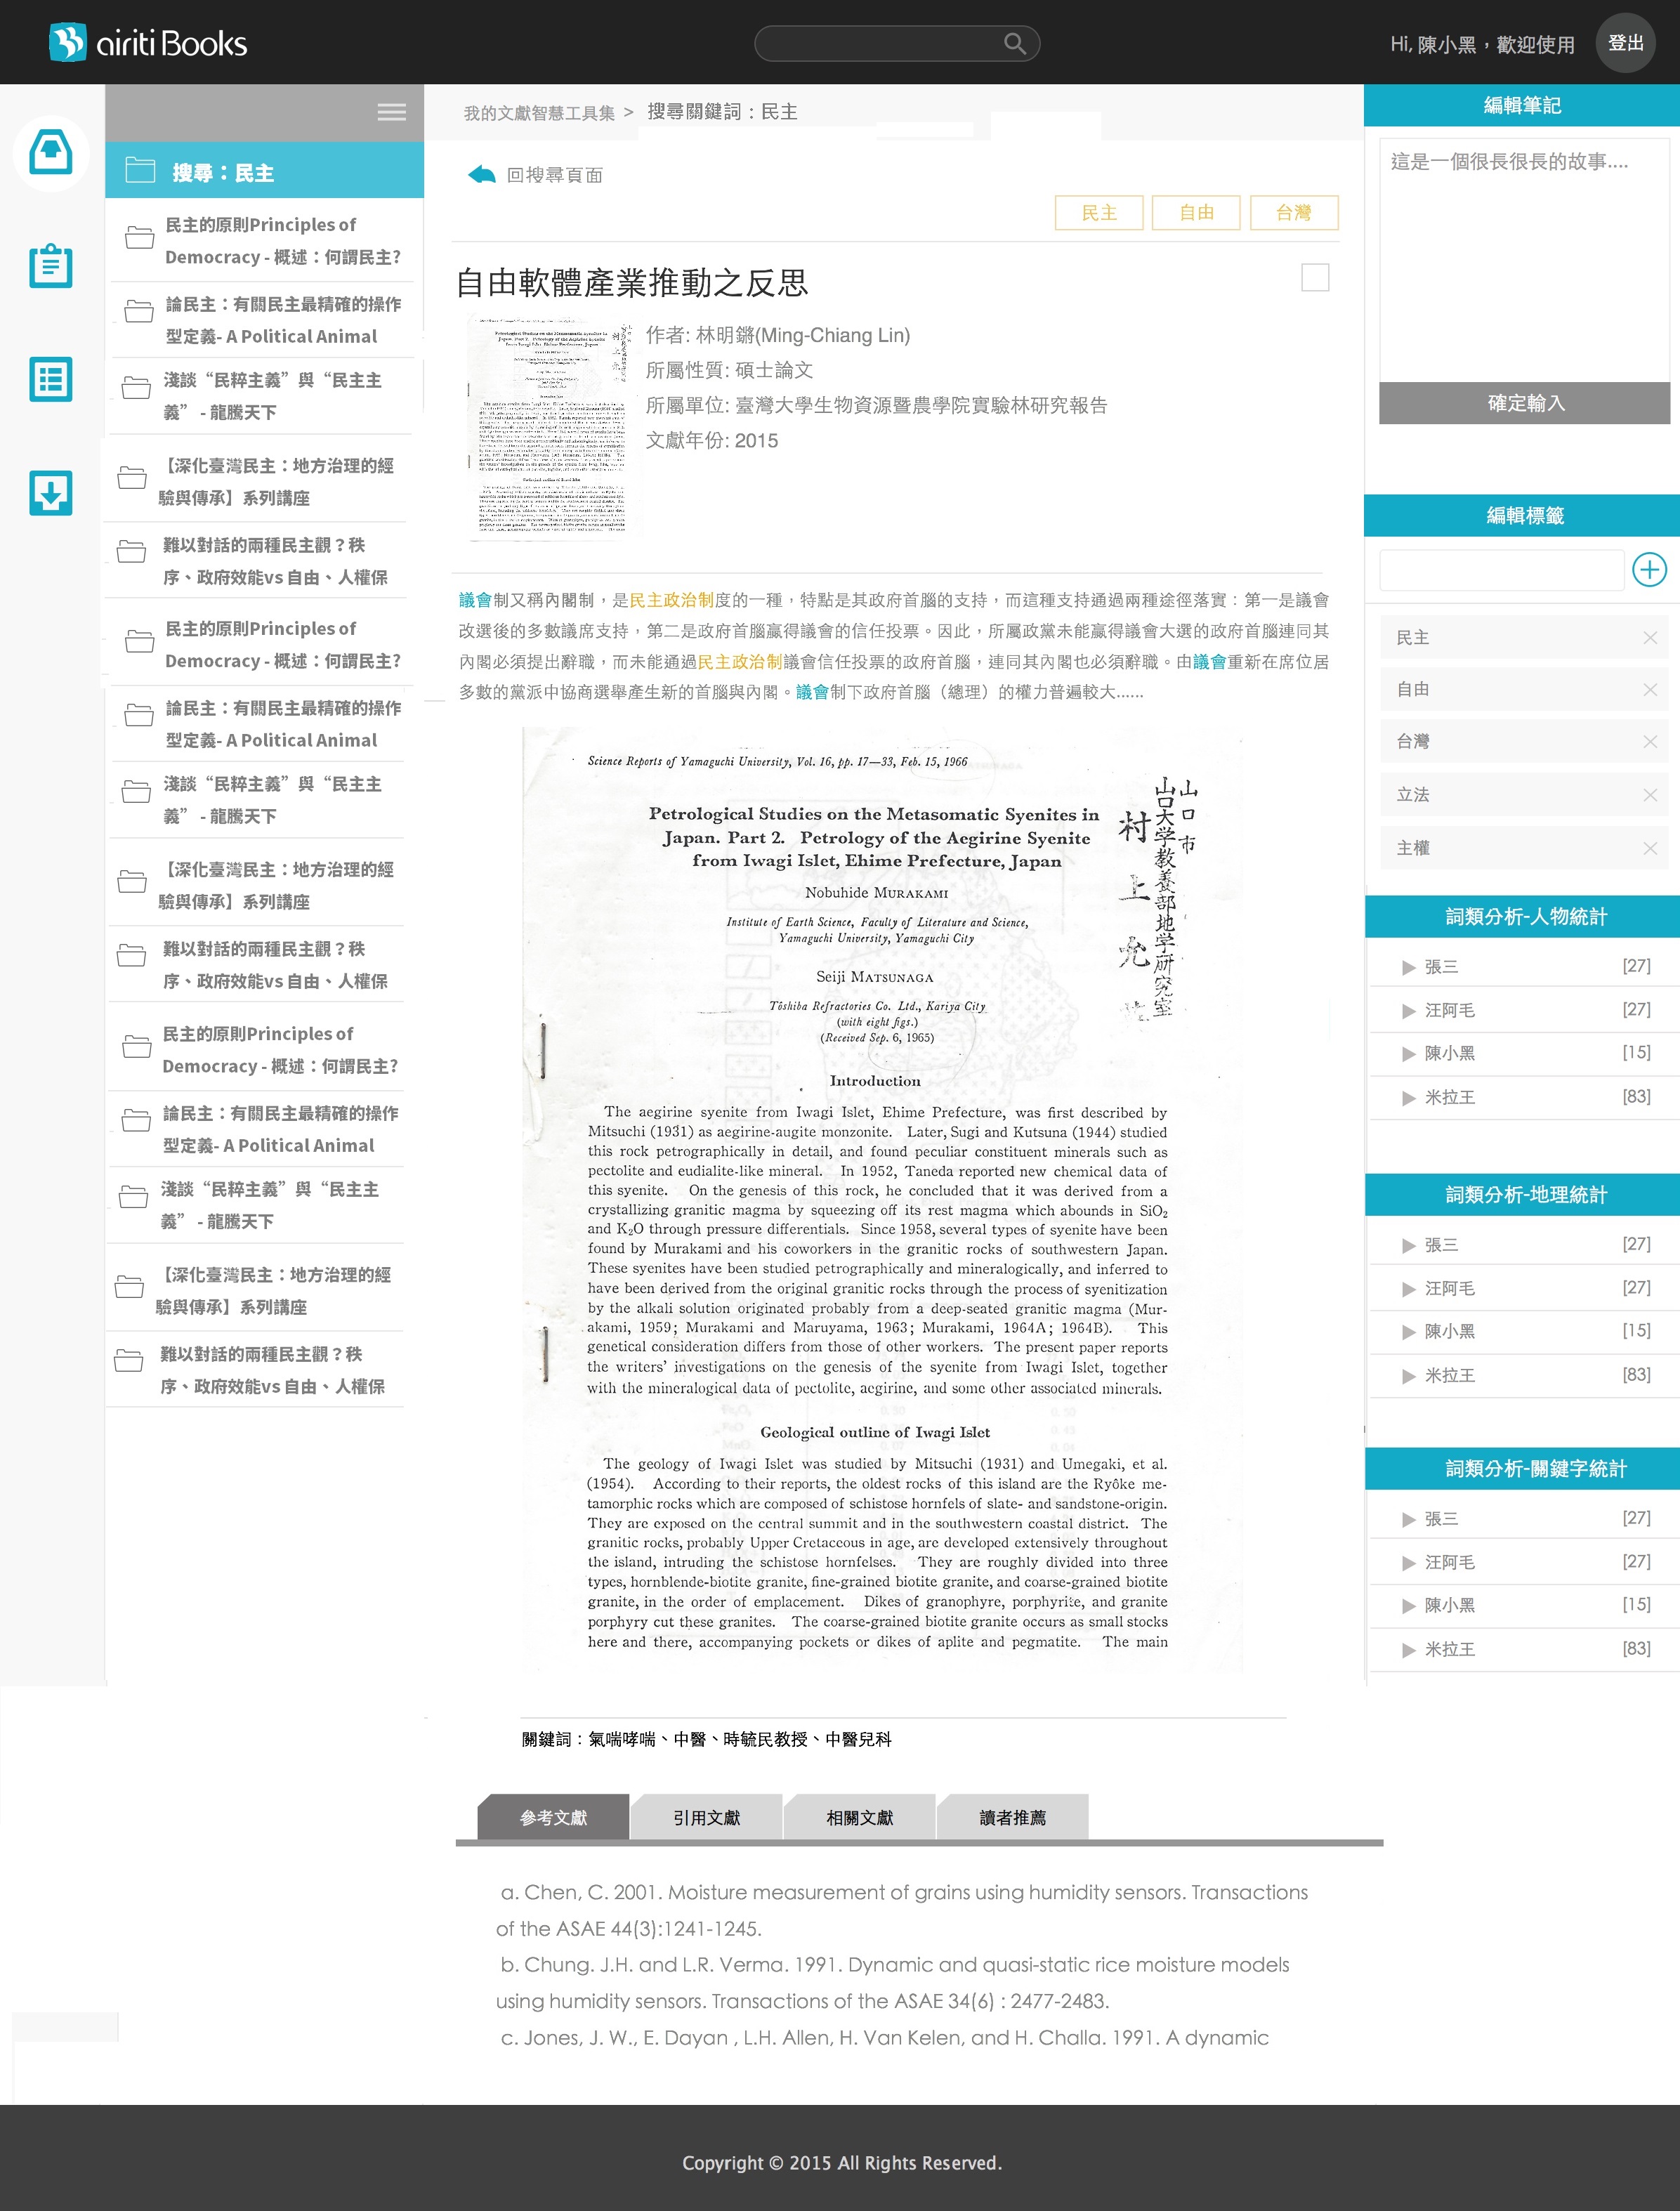 airiti Books
Hi, 陳小黑，歡迎使用
登出
搜尋：民主
民主的原則Principles of
Democracy - 概述：何謂民主?
論民主：有關民主最精確的操作
型定義- A Political Animal
淺談“民粹主義”與“民主主
義” - 龍騰天下
【深化臺灣民主：地方治理的經
驗與傳承】系列講座
難以對話的兩種民主觀？秩
序、政府效能vs 自由、人權保
民主的原則Principles of
Democracy - 概述：何謂民主?
論民主：有關民主最精確的操作
型定義- A Political Animal
淺談“民粹主義”與“民主主
義” - 龍騰天下
【深化臺灣民主：地方治理的經
驗與傳承】系列講座
難以對話的兩種民主觀？秩
序、政府效能vs 自由、人權保
民主的原則Principles of
Democracy - 概述：何謂民主?
論民主：有關民主最精確的操作
型定義- A Political Animal
淺談“民粹主義”與“民主主
義” - 龍騰天下
【深化臺灣民主：地方治理的經
驗與傳承】系列講座
難以對話的兩種民主觀？秩
序、政府效能vs 自由、人權保
我的文獻智慧工具集 > 搜尋關鍵詞：民主
回搜尋頁面
民主
自由
台灣
自由軟體產業推動之反思
作者: 林明鏘(Ming-Chiang Lin)
所屬性質: 碩士論文
所屬單位: 臺灣大學生物資源暨農學院實驗林研究報告
文獻年份: 2015
議會制又稱內閣制，是民主政治制度的一種，特點是其政府首腦的支持，而這種支持通過兩種途徑落實：第一是議會
改選後的多數議席支持，第二是政府首腦贏得議會的信任投票。因此，所屬政黨未能贏得議會大選的政府首腦連同其
內閣必須提出辭職，而未能通過民主政治制議會信任投票的政府首腦，連同其內閣也必須辭職。由議會重新在席位居
多數的黨派中協商選舉產生新的首腦與內閣。議會制下政府首腦（總理）的權力普遍較大......
Science Reports of Yamaguchi University, Vol. 16, pp. 17—33, Feb. 15, 1966
Petrological Studies on the Metasomatic Syenites in
Japan. Part 2. Petrology of the Aegirine Syenite
from Iwagi Islet, Ehime Prefecture, Japan
山口市
山口大学教養部地学研究室
村上允
Nobuhide MURAKAMI
Institute of Earth Science, Faculty of Literature and Science,
Yamaguchi University, Yamaguchi City
Seiji MATSUNAGA
Tôshiba Refractories Co. Ltd., Kariya City
(with eight figs.)
(Received Sep. 6, 1965)
Introduction
The aegirine syenite from Iwagi Islet, Ehime Prefecture, was first described by
Mitsuchi (1931) as aegirine-augite monzonite. Later, Sugi and Kutsuna (1944) studied
this rock petrographically in detail, and found peculiar constituent minerals such as
pectolite and eudialite-like mineral. In 1952, Taneda reported new chemical data of
this syenite. On the genesis of this rock, he concluded that it was derived from a
crystallizing granitic magma by squeezing off its rest magma which abounds in SiO₂
and K₂O through pressure differentials. Since 1958, several types of syenite have been
found by Murakami and his coworkers in the granitic rocks of southwestern Japan.
These syenites have been studied petrographically and mineralogically, and inferred to
have been derived from the original granitic rocks through the process of syenitization
by the alkali solution originated probably from a deep-seated granitic magma (Mur-
akami, 1959; Murakami and Maruyama, 1963; Murakami, 1964A; 1964B). This
genetical consideration differs from those of other workers. The present paper reports
the writers' investigations on the genesis of the syenite from Iwagi Islet, together
with the mineralogical data of pectolite, aegirine, and some other associated minerals.
Geological outline of Iwagi Islet
The geology of Iwagi Islet was studied by Mitsuchi (1931) and Umegaki, et al.
(1954). According to their reports, the oldest rocks of this island are the Ryôke me-
tamorphic rocks which are composed of schistose hornfels of slate- and sandstone-origin.
They are exposed on the central summit and in the southwestern coastal district. The
granitic rocks, probably Upper Cretaceous in age, are developed extensively throughout
the island, intruding the schistose hornfelses. They are roughly divided into three
types, hornblende-biotite granite, fine-grained biotite granite, and coarse-grained biotite
granite, in the order of emplacement. Dikes of granophyre, porphyrite, and granite
porphyry cut these granites. The coarse-grained biotite granite occurs as small stocks
here and there, accompanying pockets or dikes of aplite and pegmatite. The main
關鍵詞：氣喘哮喘、中醫、時毓民教授、中醫兒科
參考文獻
引用文獻
相關文獻
讀者推薦
a. Chen, C. 2001. Moisture measurement of grains using humidity sensors. Transactions
of the ASAE 44(3):1241-1245.
b. Chung. J.H. and L.R. Verma. 1991. Dynamic and quasi-static rice moisture models
using humidity sensors. Transactions of the ASAE 34(6) : 2477-2483.
c. Jones, J. W., E. Dayan , L.H. Allen, H. Van Kelen, and H. Challa. 1991. A dynamic
編輯筆記
這是一個很長很長的故事....
確定輸入
編輯標籤
民主
自由
台灣
立法
主權
詞類分析-人物統計
張三 [27]
汪阿毛 [27]
陳小黑 [15]
米拉王 [83]
詞類分析-地理統計
張三 [27]
汪阿毛 [27]
陳小黑 [15]
米拉王 [83]
詞類分析-關鍵字統計
張三 [27]
汪阿毛 [27]
陳小黑 [15]
米拉王 [83]
Copyright © 2015 All Rights Reserved.